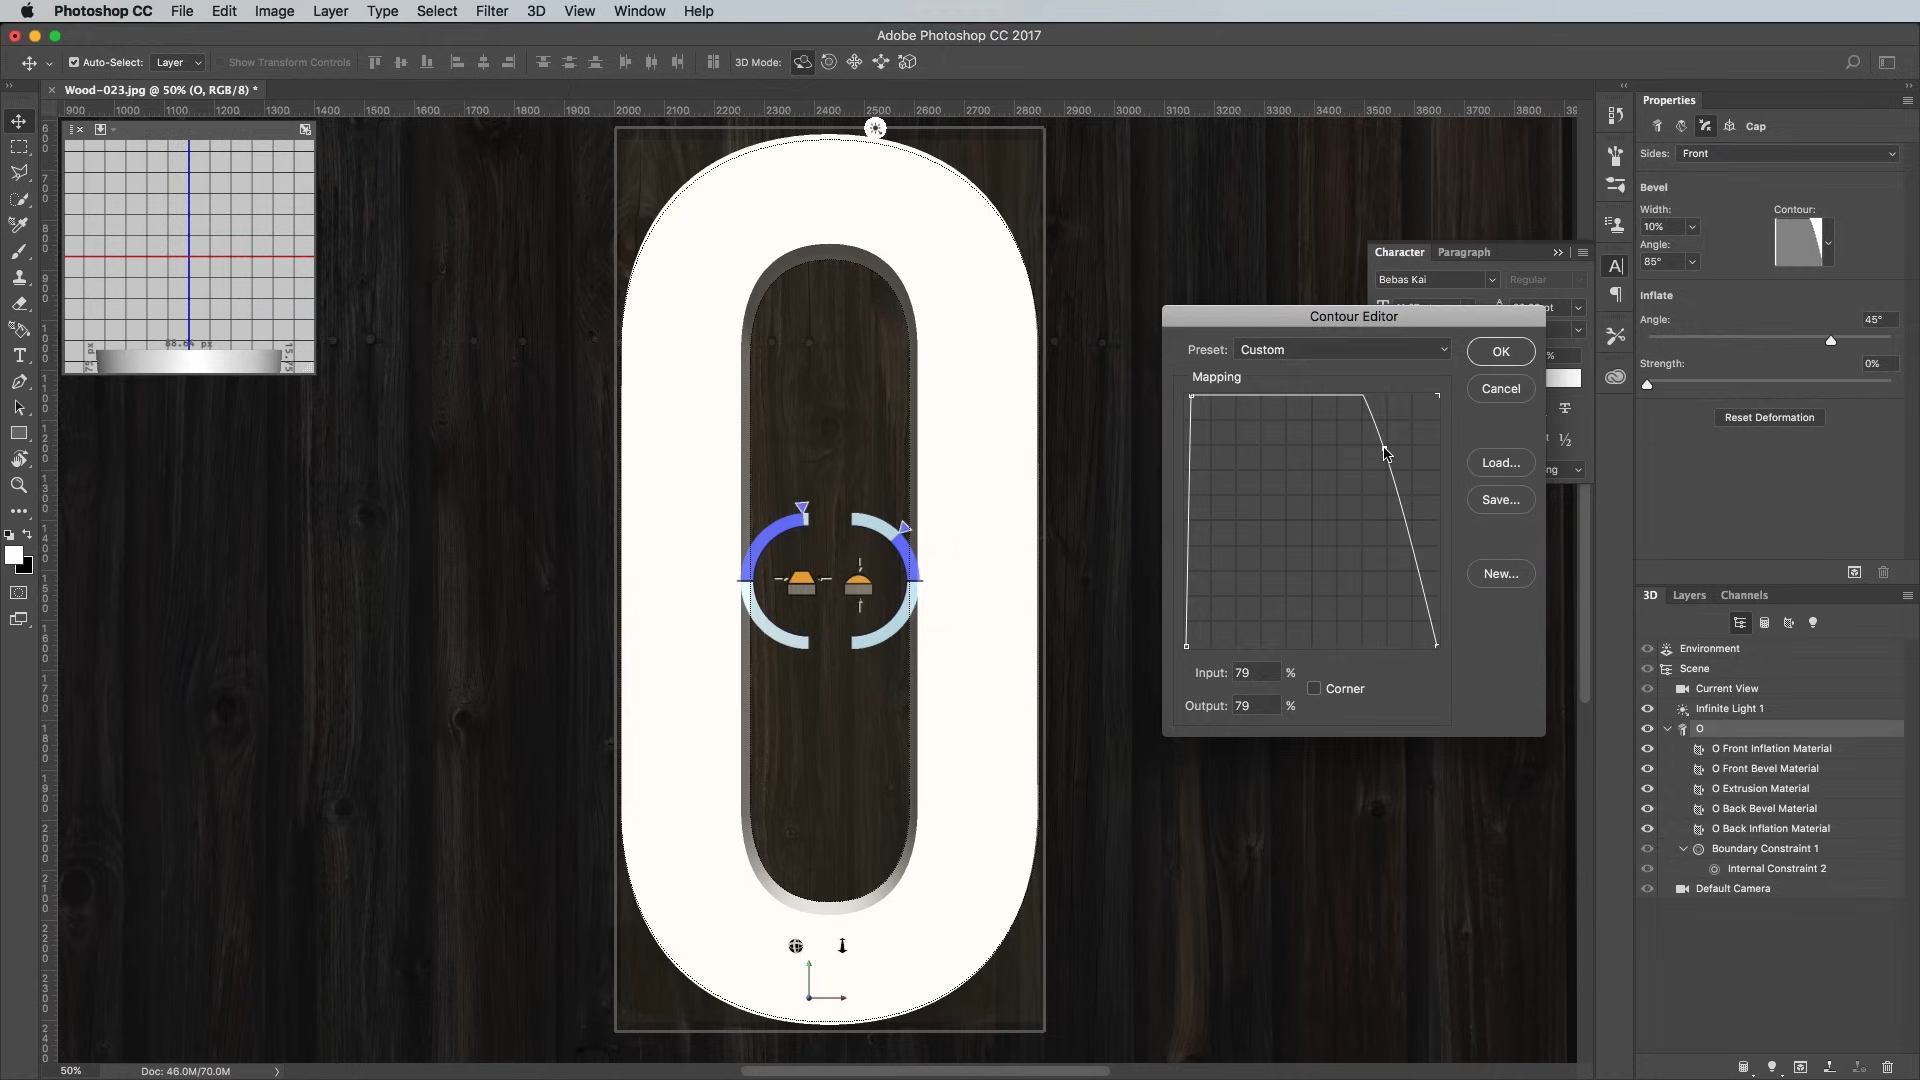 Photoshop CC File Edit Image Layer Type Select Filter 3D View Window Help
Adobe Photoshop CC 2017
Auto-Select: Layer Show Transform Controls 3D Mode:
Wood-023.jpg @ 50% (O, RGB/8) *
900 1000 1100 1200 1300 1400 1500 1600 1700 1800 1900 2000 2100 2200 2300 2400 2500 2600 2700 2800 2900 3000 3100 3200 3300 3400 3500 3600 3700 3800 39
88.64 px
Properties
Cap
Sides: Front
Bevel
Width:
10%
Contour:
Angle:
85°
Inflate
Angle: 45°
Strength: 0%
Reset Deformation
Character Paragraph
Bebas Kai Regular
Contour Editor
Preset: Custom
OK
Mapping
Cancel
Load...
Save...
New...
Input: 79 %
Corner
Output: 79 %
3D Layers Channels
Environment
Scene
Current View
Infinite Light 1
O
O Front Inflation Material
O Front Bevel Material
O Extrusion Material
O Back Bevel Material
O Back Inflation Material
Boundary Constraint 1
Internal Constraint 2
Default Camera
50% Doc: 46.0M/70.0M